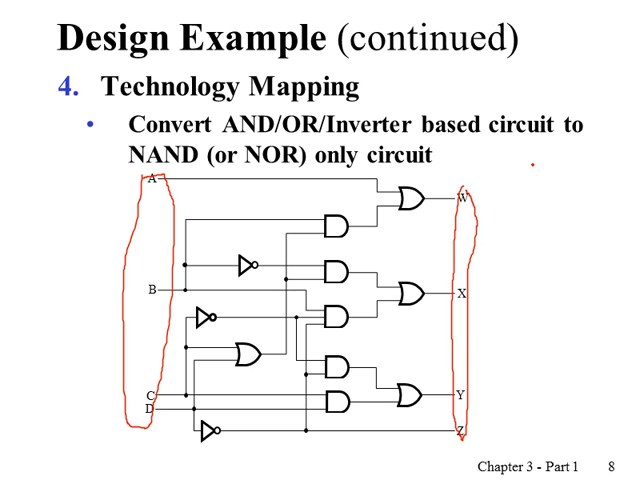 Design Example (continued)
4. Technology Mapping
• Convert AND/OR/Inverter based circuit to
NAND (or NOR) only circuit
A
W
B
X
C
Y
D
Z
Chapter 3 - Part 1 8